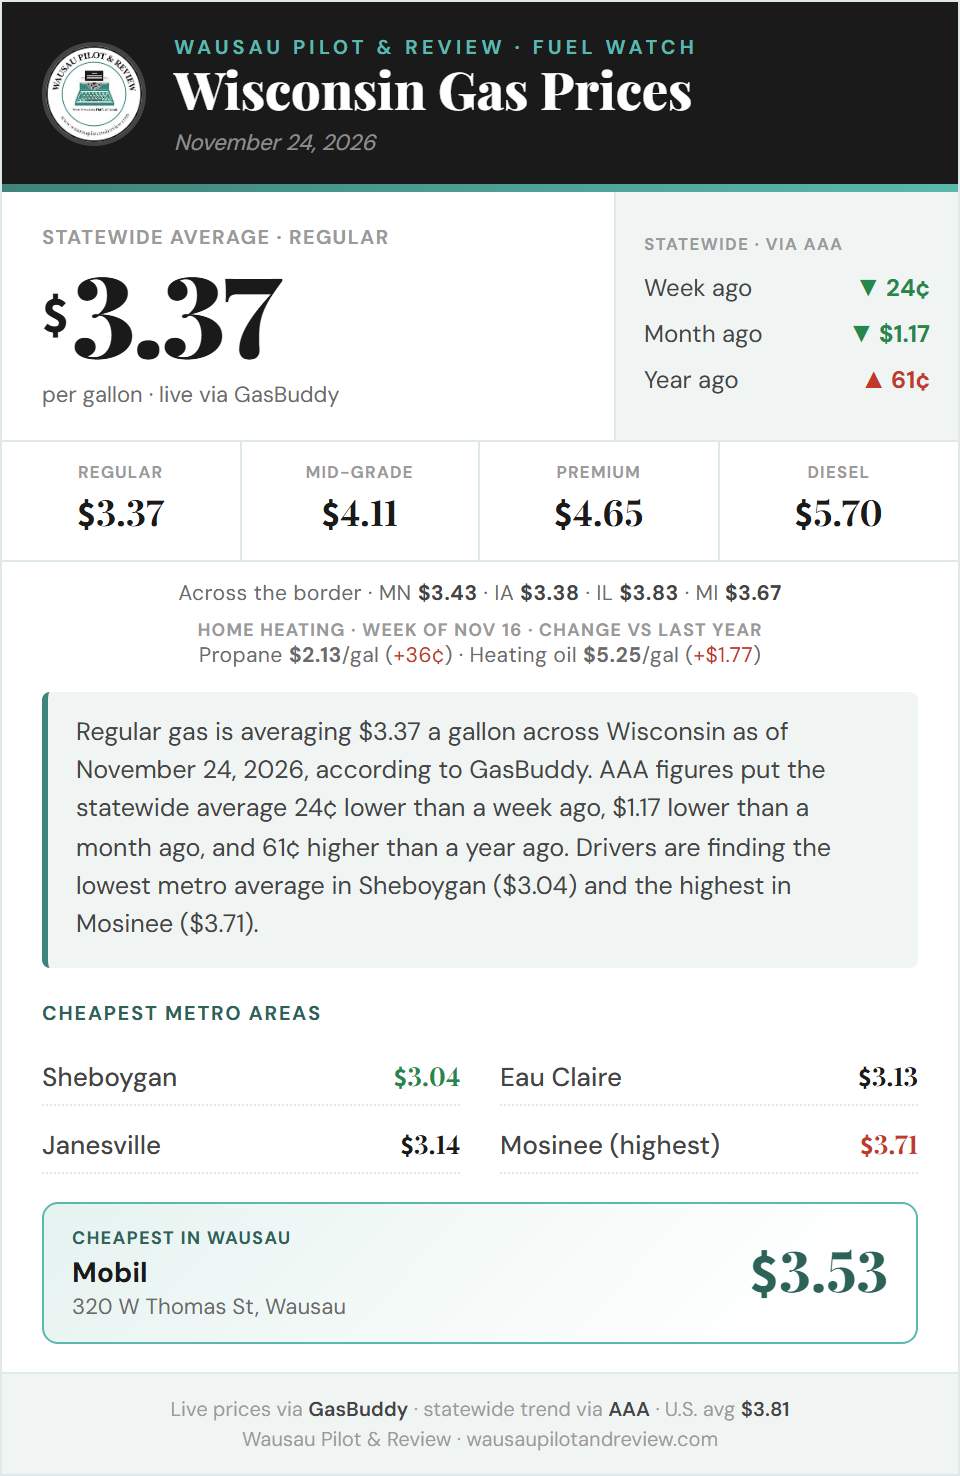 WAUSAU PILOT & REVIEW
www.wausaupilotandreview.com
WAUSAU PILOT & REVIEW · FUEL WATCH
Wisconsin Gas Prices
November 24, 2026
STATEWIDE AVERAGE · REGULAR
$3.37
per gallon · live via GasBuddy
STATEWIDE · VIA AAA
Week ago ▼ 24¢
Month ago ▼ $1.17
Year ago ▲ 61¢
REGULAR
$3.37
MID-GRADE
$4.11
PREMIUM
$4.65
DIESEL
$5.70
Across the border · MN $3.43 · IA $3.38 · IL $3.83 · MI $3.67
HOME HEATING · WEEK OF NOV 16 · CHANGE VS LAST YEAR
Propane $2.13/gal (+36¢) · Heating oil $5.25/gal (+$1.77)
Regular gas is averaging $3.37 a gallon across Wisconsin as of
November 24, 2026, according to GasBuddy. AAA figures put the
statewide average 24¢ lower than a week ago, $1.17 lower than a
month ago, and 61¢ higher than a year ago. Drivers are finding the
lowest metro average in Sheboygan ($3.04) and the highest in
Mosinee ($3.71).
CHEAPEST METRO AREAS
Sheboygan $3.04
Eau Claire $3.13
Janesville $3.14
Mosinee (highest) $3.71
CHEAPEST IN WAUSAU
Mobil
320 W Thomas St, Wausau
$3.53
Live prices via GasBuddy · statewide trend via AAA · U.S. avg $3.81
Wausau Pilot & Review · wausaupilotandreview.com